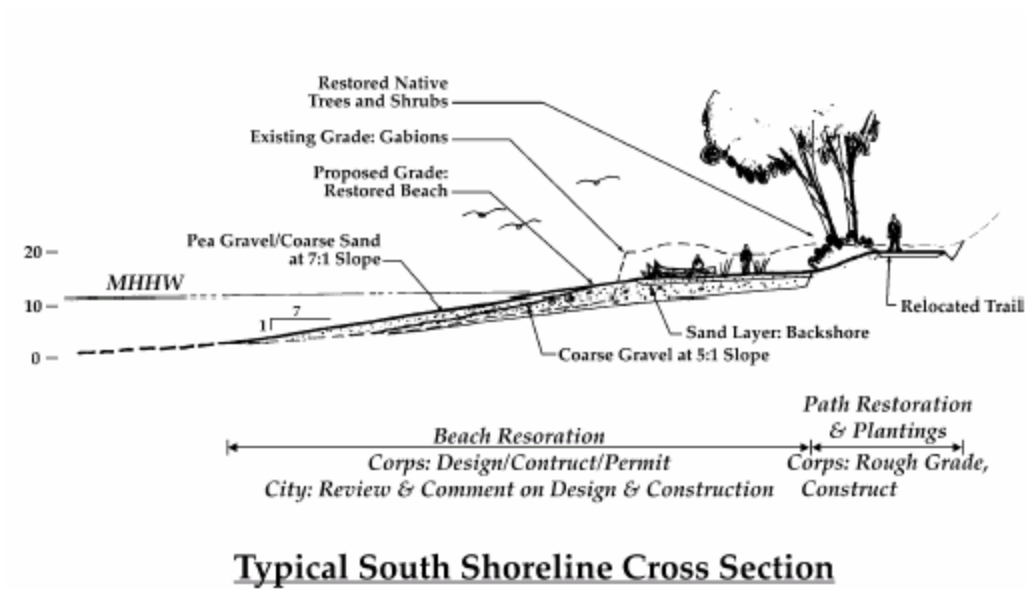 Restored Native
Trees and Shrubs
Existing Grade: Gabions
Proposed Grade:
Restored Beach
Pea Gravel/Coarse Sand
at 7:1 Slope
20
MHHW
10
7
1
0
Relocated Trail
Sand Layer: Backshore
Coarse Gravel at 5:1 Slope
Path Restoration
& Plantings
Beach Resoration
Corps: Design/Contruct/Permit
City: Review & Comment on Design & Construction
Corps: Rough Grade,
Construct
Typical South Shoreline Cross Section